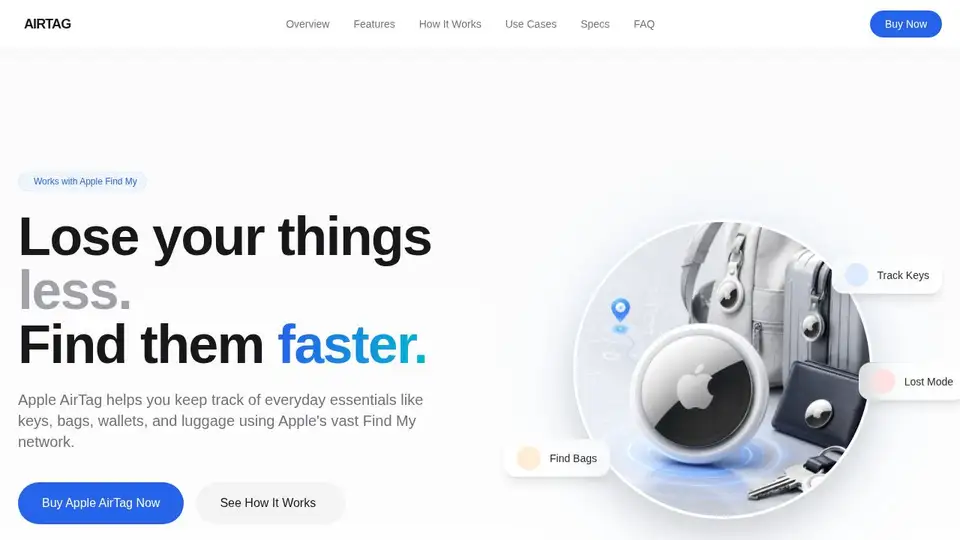 AIRTAG
Overview
Features
How It Works
Use Cases
Specs
FAQ
Buy Now
Works with Apple Find My
Lose your things
less.
Find them faster.
Apple AirTag helps you keep track of everyday essentials like
keys, bags, wallets, and luggage using Apple's vast Find My
network.
Buy Apple AirTag Now
See How It Works
Track Keys
Lost Mode
Find Bags